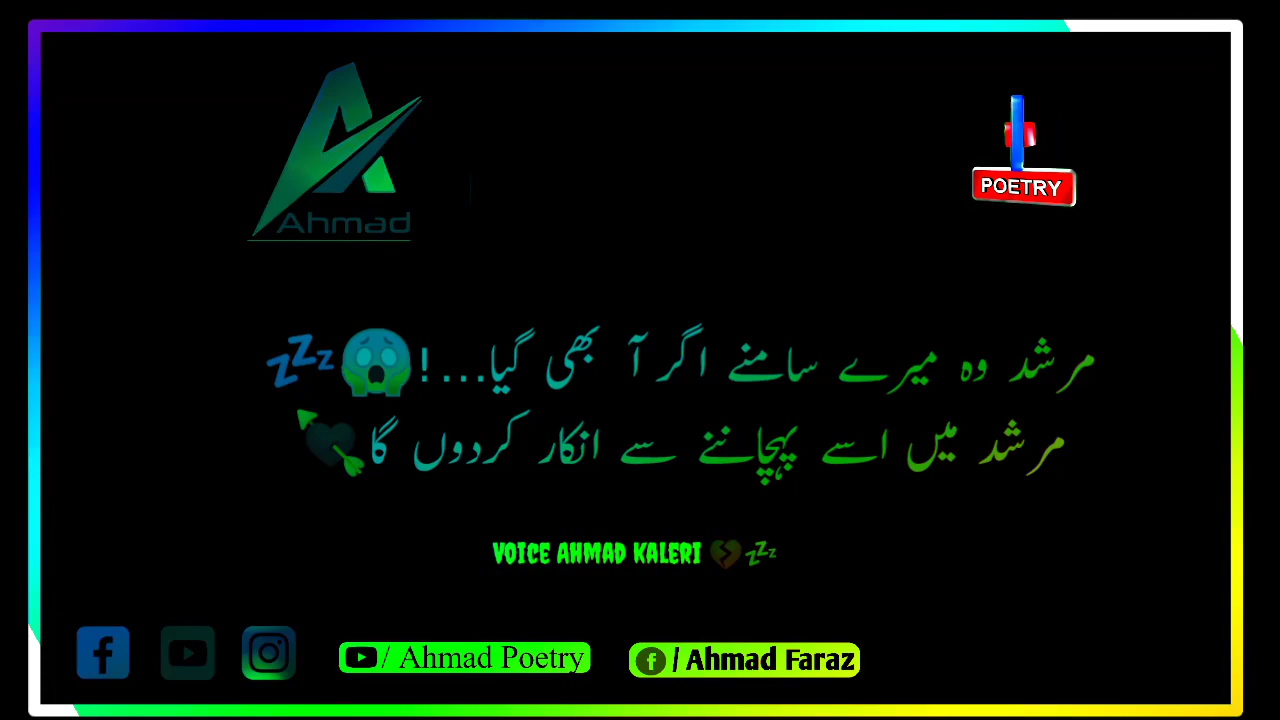 Ahmad
POETRY
مرشد وہ میرے سامنے اگر آ بھی گیا...!😱💤
مرشد میں اسے پہچاننے سے انکار کردوں گا💘
VOICE AHMAD KALERI 💔💤
/ Ahmad Poetry
/ Ahmad Faraz